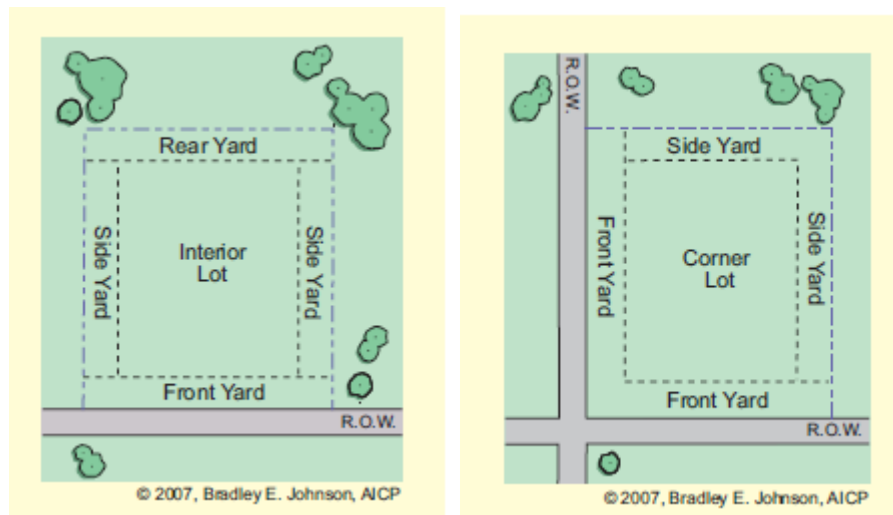 Rear Yard
Side Yard
Interior
Lot
Side Yard
Front Yard
R.O.W.
© 2007, Bradley E. Johnson, AICP
R.O.W.
Side Yard
Front Yard
Corner
Lot
Side Yard
Front Yard
R.O.W.
© 2007, Bradley E. Johnson, AICP